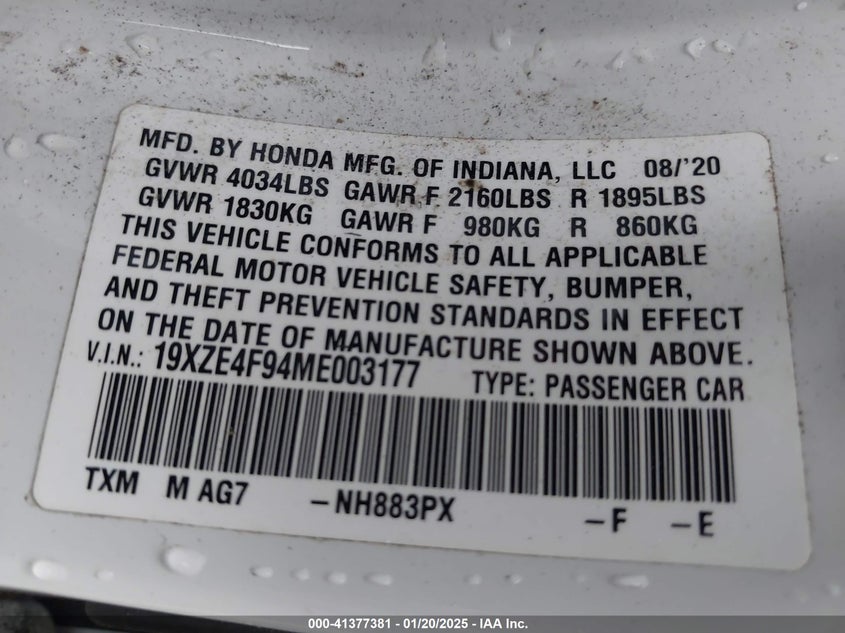 MFD. BY HONDA MFG. OF INDIANA, LLC 08/'20
GVWR 4034LBS GAWR F 2160LBS R 1895LBS
GVWR 1830KG GAWR F 980KG R 860KG
THIS VEHICLE CONFORMS TO ALL APPLICABLE
FEDERAL MOTOR VEHICLE SAFETY, BUMPER,
AND THEFT PREVENTION STANDARDS IN EFFECT
ON THE DATE OF MANUFACTURE SHOWN ABOVE.
V.I.N.: 19XZE4F94ME003177 TYPE: PASSENGER CAR
TXM M AG7 –NH883PX –F –E
000-41377381 | 01/20/2025 – IAA Inc.